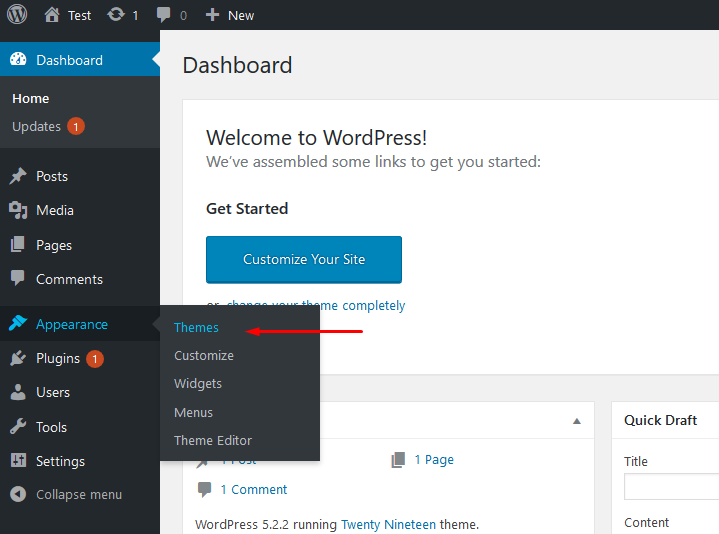 Test 1 0 New
Dashboard
Home
Updates 1
Posts
Media
Pages
Comments
Appearance
Plugins 1
Users
Tools
Settings
Collapse menu
Themes
Customize
Widgets
Menus
Theme Editor
Dashboard
Welcome to WordPress!
We've assembled some links to get you started:
Get Started
Customize Your Site
or, change your theme completely
1 Post
1 Page
1 Comment
WordPress 5.2.2 running Twenty Nineteen theme.
Quick Draft
Title
Content